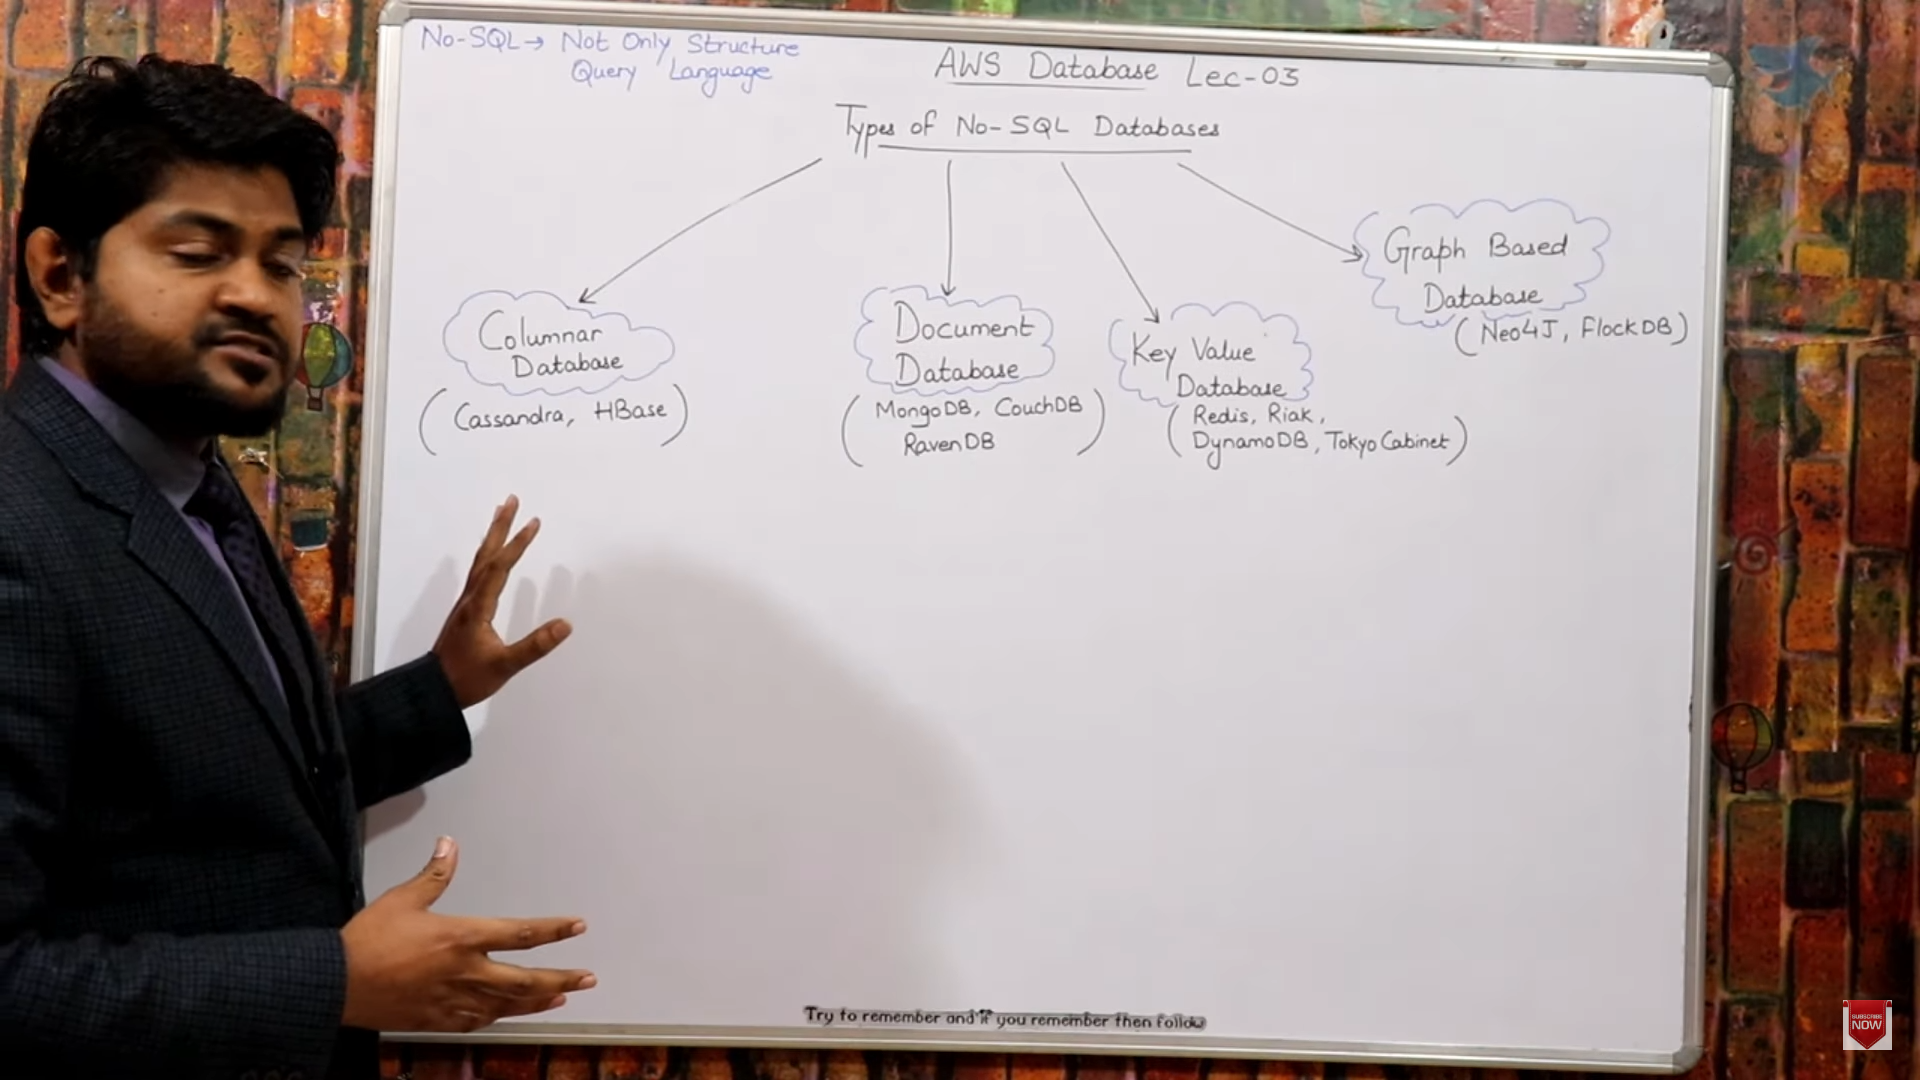 No-SQL → Not Only Structure
Query Language
AWS Database Lec-03
Types of No-SQL Databases
Columnar
Database
(Cassandra, HBase)
Document
Database
(MongoDB, CouchDB
RavenDB)
Key Value
Database
(Redis, Riak,
DynamoDB, Tokyo Cabinet)
Graph Based
Database
(Neo4J, FlockDB)
Try to remember and if you remember then follow
SUBSCRIBE
NOW